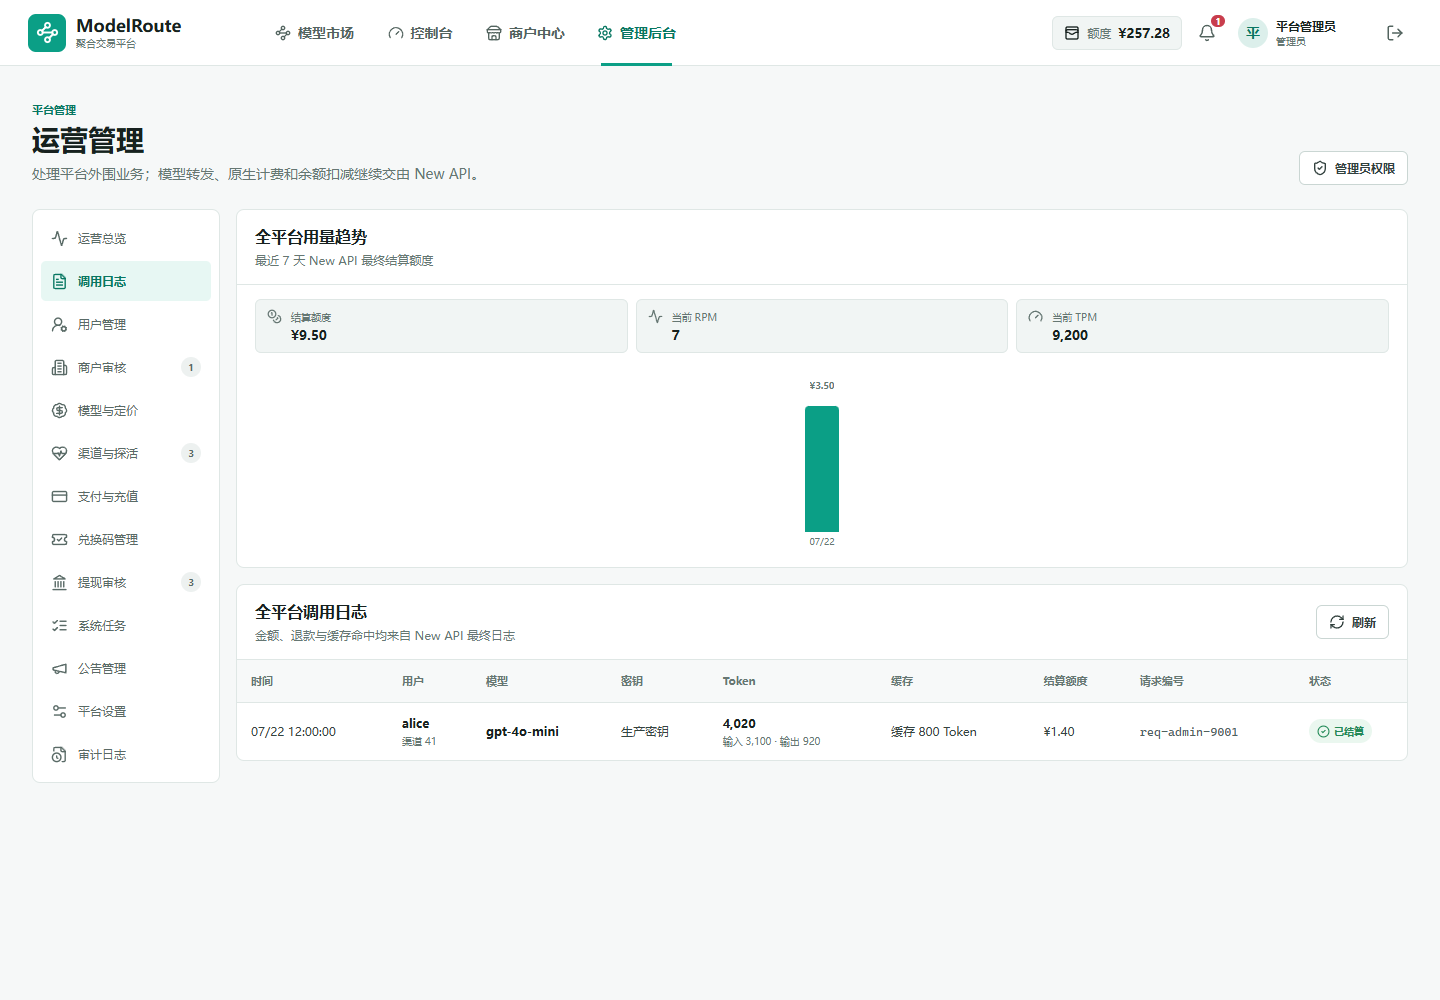 ModelRoute
聚合交易平台
模型市场
控制台
商户中心
管理后台
额度 ¥257.28
1
平
平台管理员
管理员
平台管理
运营管理
处理平台外围业务；模型转发、原生计费和余额扣减继续交由 New API。
管理员权限
运营总览
调用日志
用户管理
商户审核 1
模型与定价
渠道与探活 3
支付与充值
兑换码管理
提现审核 3
系统任务
公告管理
平台设置
审计日志
全平台用量趋势
最近 7 天 New API 最终结算额度
结算额度
¥9.50
当前 RPM
7
当前 TPM
9,200
¥3.50
07/22
全平台调用日志
金额、退款与缓存命中均来自 New API 最终日志
刷新
时间 用户 模型 密钥 Token 缓存 结算额度 请求编号 状态
07/22 12:00:00 alice 渠道 41 gpt-4o-mini 生产密钥 4,020 输入 3,100 · 输出 920 缓存 800 Token ¥1.40 req-admin-9001 已结算